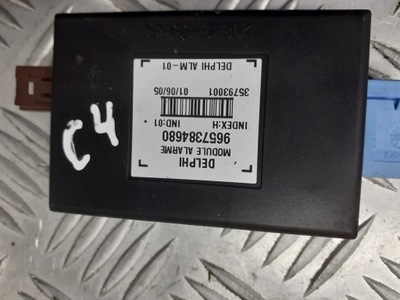 DELPHI
MODULE ALARME
9657384680
INDEX:H IND:01
35793001 01/06/05
DELPHI ALM-01
C4